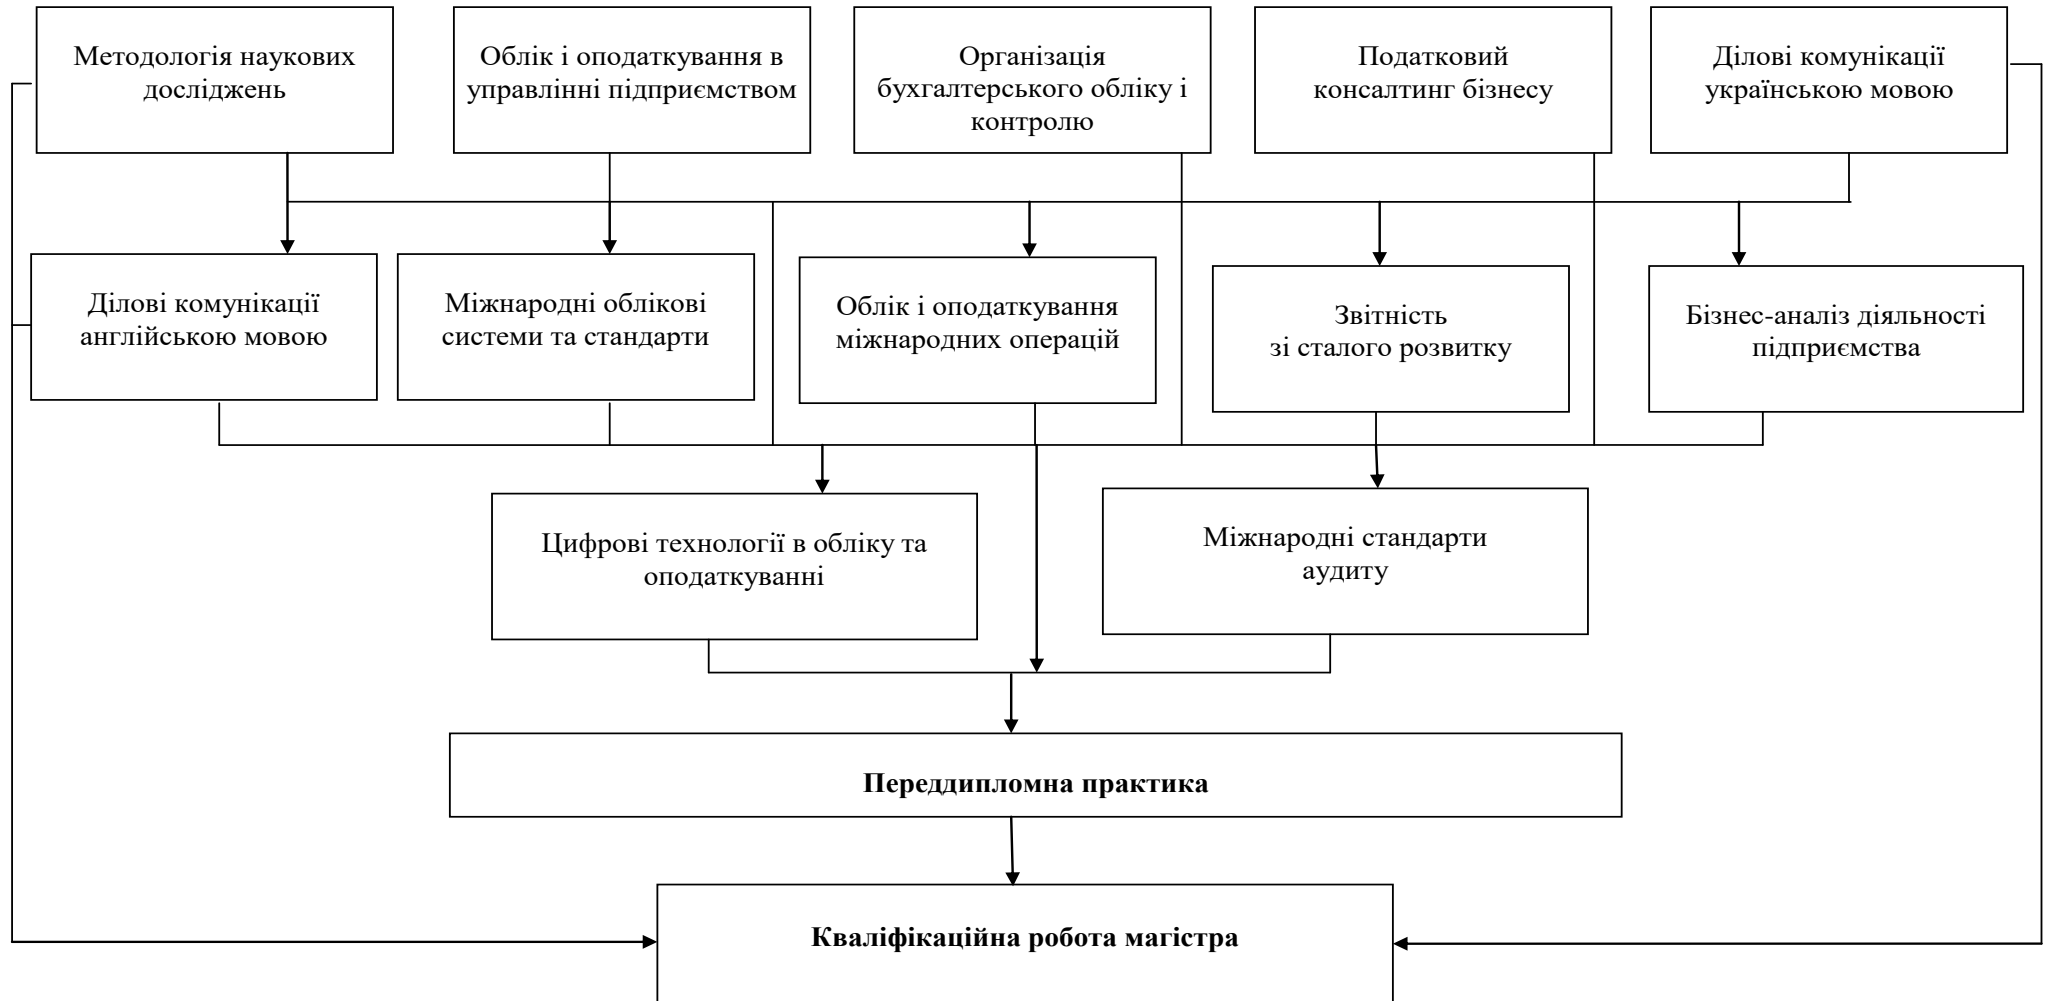 Методологія наукових
досліджень
Облік і оподаткування в
управлінні підприємством
Організація
бухгалтерського обліку і
контролю
Податковий
консалтинг бізнесу
Ділові комунікації
українською мовою
Ділові комунікації
англійською мовою
Міжнародні облікові
системи та стандарти
Облік і оподаткування
міжнародних операцій
Звітність
зі сталого розвитку
Бізнес-аналіз діяльності
підприємства
Цифрові технології в обліку та
оподаткуванні
Міжнародні стандарти
аудиту
Переддипломна практика
Кваліфікаційна робота магістра